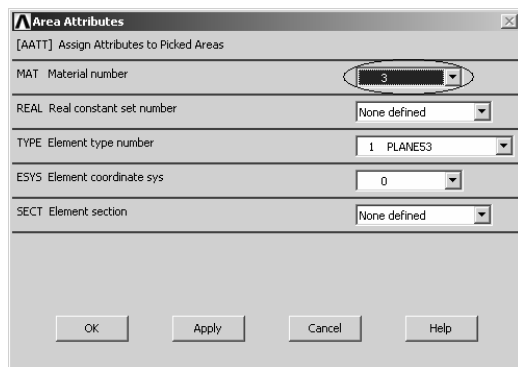 Area Attributes
[AATT] Assign Attributes to Picked Areas
MAT Material number 3
REAL Real constant set number None defined
TYPE Element type number 1 PLANE53
ESYS Element coordinate sys 0
SECT Element section None defined
OK Apply Cancel Help